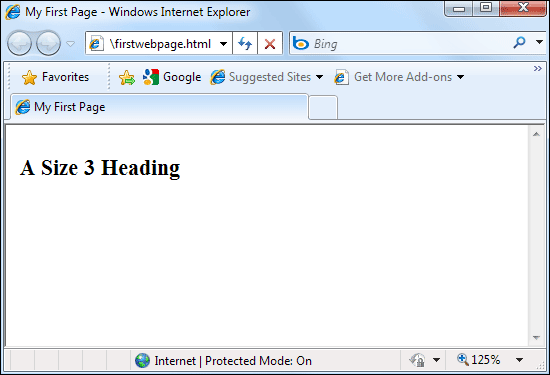 My First Page - Windows Internet Explorer
\firstwebpage.html
Bing
Favorites
Google
Suggested Sites
Get More Add-ons
»
My First Page
A Size 3 Heading
Internet | Protected Mode: On
125%